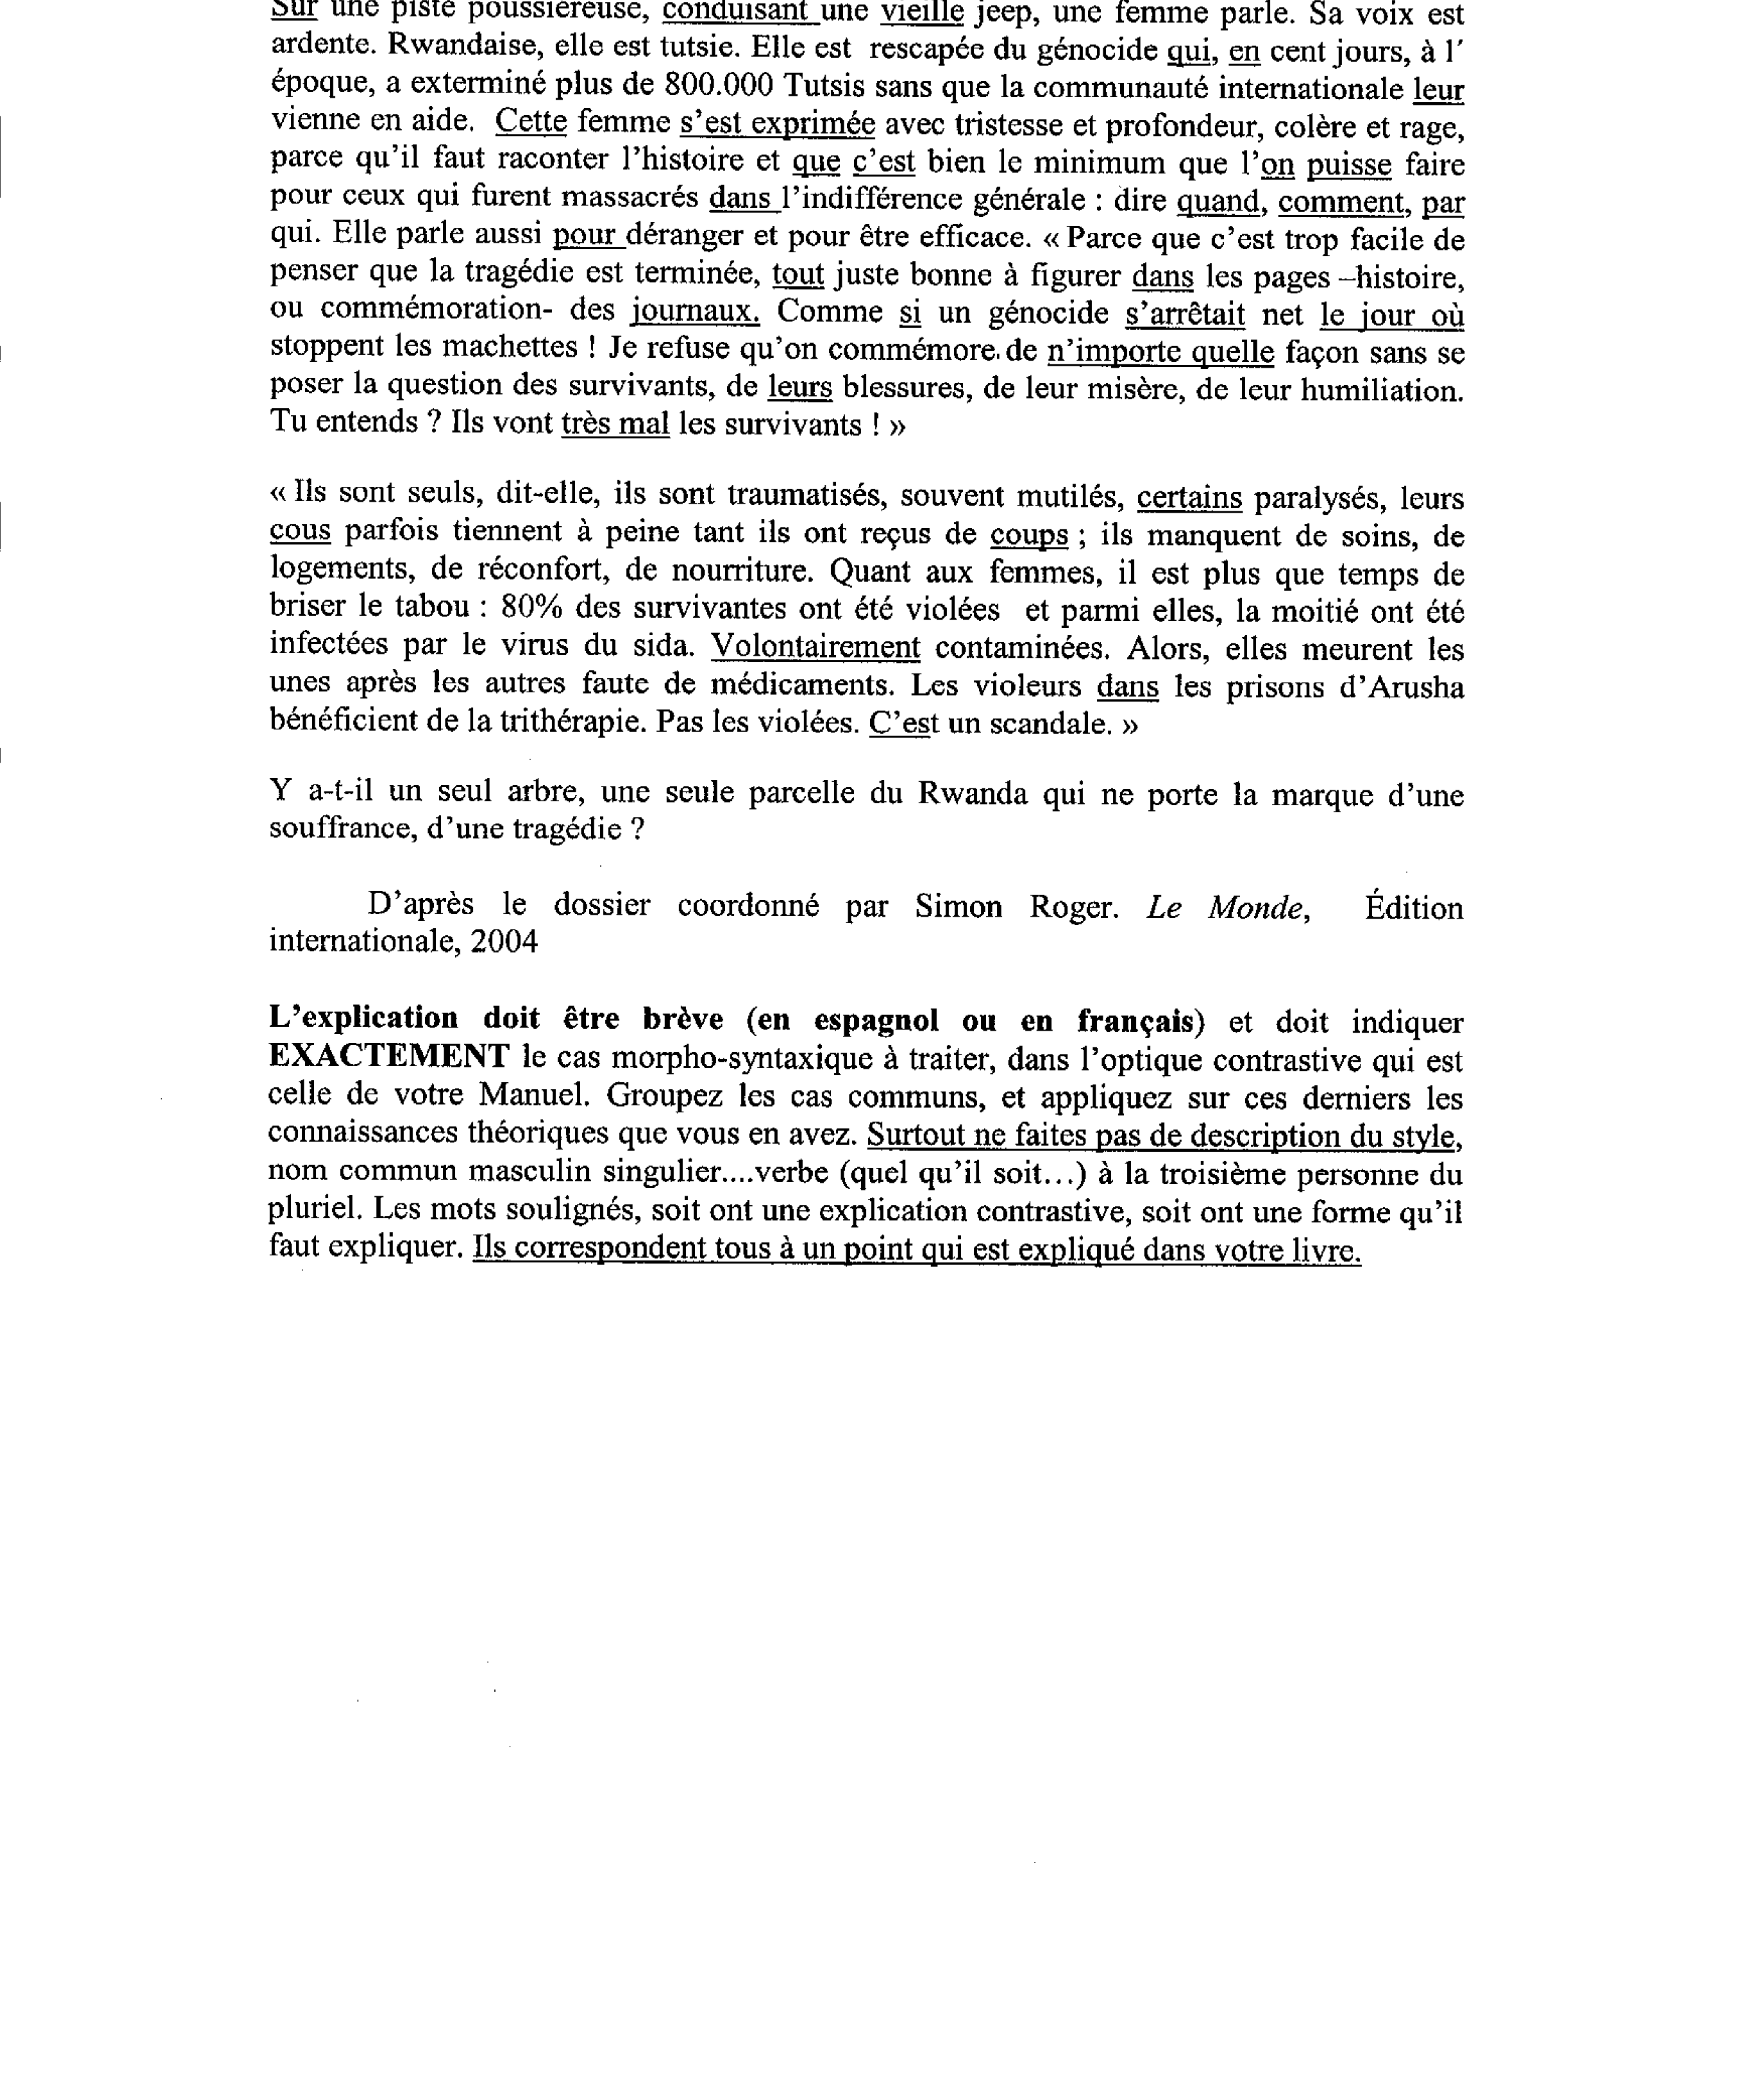 Sur une piste poussiéreuse, conduisant une vieille jeep, une femme parle. Sa voix est
ardente. Rwandaise, elle est tutsie. Elle est rescapée du génocide qui, en cent jours, à l'
époque, a exterminé plus de 800.000 Tutsis sans que la communauté internationale leur
vienne en aide. Cette femme s'est exprimée avec tristesse et profondeur, colère et rage,
parce qu'il faut raconter l'histoire et que c'est bien le minimum que l'on puisse faire
pour ceux qui furent massacrés dans l'indifférence générale : dire quand, comment, par
qui. Elle parle aussi pour déranger et pour être efficace. « Parce que c'est trop facile de
penser que la tragédie est terminée, tout juste bonne à figurer dans les pages –histoire,
ou commémoration- des journaux. Comme si un génocide s'arrêtait net le jour où
stoppent les machettes ! Je refuse qu'on commémore de n'importe quelle façon sans se
poser la question des survivants, de leurs blessures, de leur misère, de leur humiliation.
Tu entends ? Ils vont très mal les survivants ! »
« Ils sont seuls, dit-elle, ils sont traumatisés, souvent mutilés, certains paralysés, leurs
cous parfois tiennent à peine tant ils ont reçus de coups ; ils manquent de soins, de
logements, de réconfort, de nourriture. Quant aux femmes, il est plus que temps de
briser le tabou : 80% des survivantes ont été violées et parmi elles, la moitié ont été
infectées par le virus du sida. Volontairement contaminées. Alors, elles meurent les
unes après les autres faute de médicaments. Les violeurs dans les prisons d'Arusha
bénéficient de la trithérapie. Pas les violées. C'est un scandale. »
Y a-t-il un seul arbre, une seule parcelle du Rwanda qui ne porte la marque d'une
souffrance, d'une tragédie ?
D'après le dossier coordonné par Simon Roger. Le Monde, Édition
internationale, 2004
L'explication doit être brève (en espagnol ou en français) et doit indiquer
EXACTEMENT le cas morpho-syntaxique à traiter, dans l'optique contrastive qui est
celle de votre Manuel. Groupez les cas communs, et appliquez sur ces derniers les
connaissances théoriques que vous en avez. Surtout ne faites pas de description du style,
nom commun masculin singulier....verbe (quel qu'il soit...) à la troisième personne du
pluriel. Les mots soulignés, soit ont une explication contrastive, soit ont une forme qu'il
faut expliquer. Ils correspondent tous à un point qui est expliqué dans votre livre.